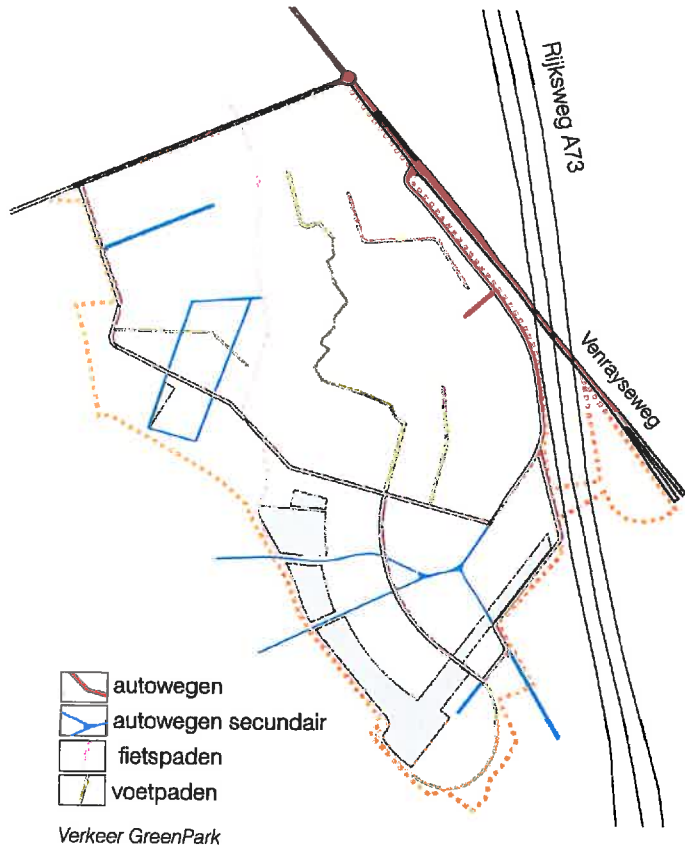 Rijksweg A73
Venrayseweg
autowegen
autowegen secundair
fietspaden
voetpaden
Verkeer GreenPark